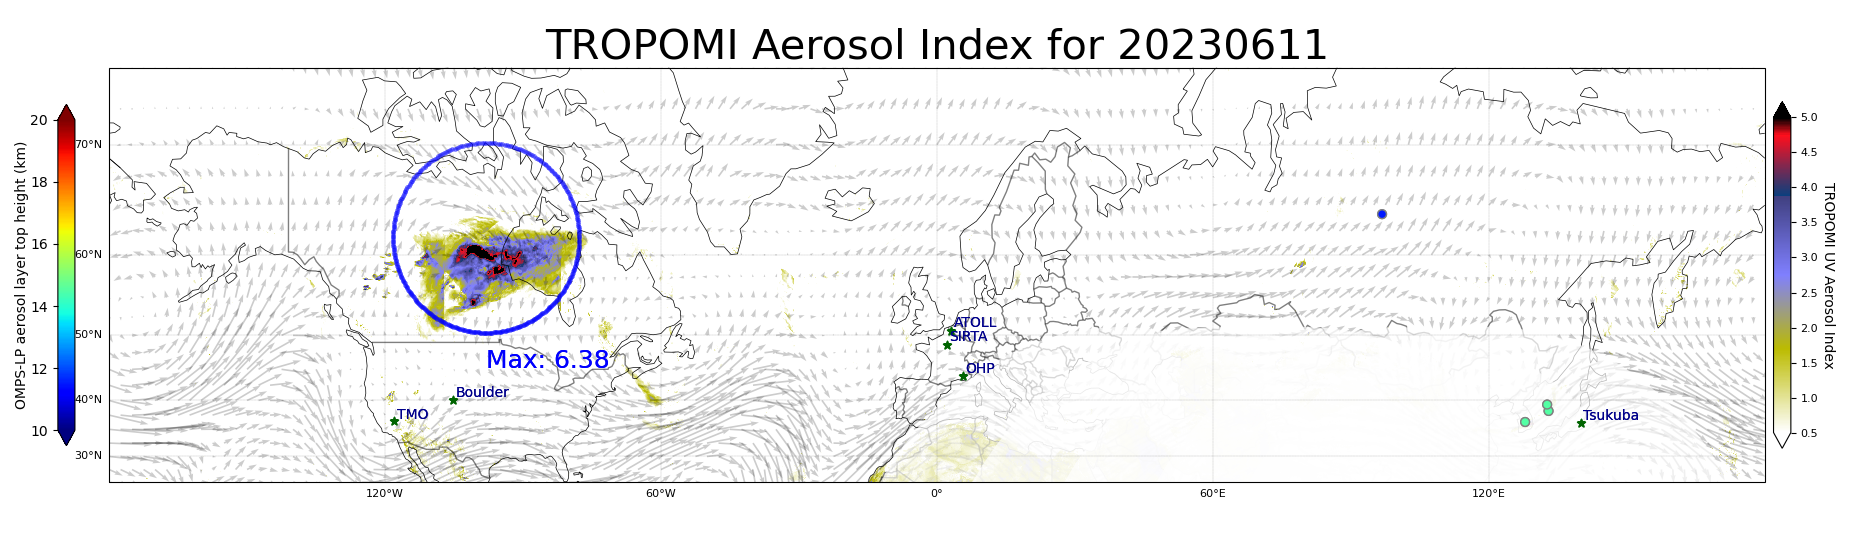 TROPOMI Aerosol Index for 20230611
OMPS-LP aerosol layer top height (km)
20
18
16
14
12
10
70°N
60°N
50°N
40°N
30°N
120°W
60°W
0°
60°E
120°E
Max: 6.38
Boulder
TMO
ATOLL
SIRTA
OHP
Tsukuba
5.0
4.5
4.0
3.5
3.0
2.5
2.0
1.5
1.0
0.5
TROPOMI UV Aerosol Index